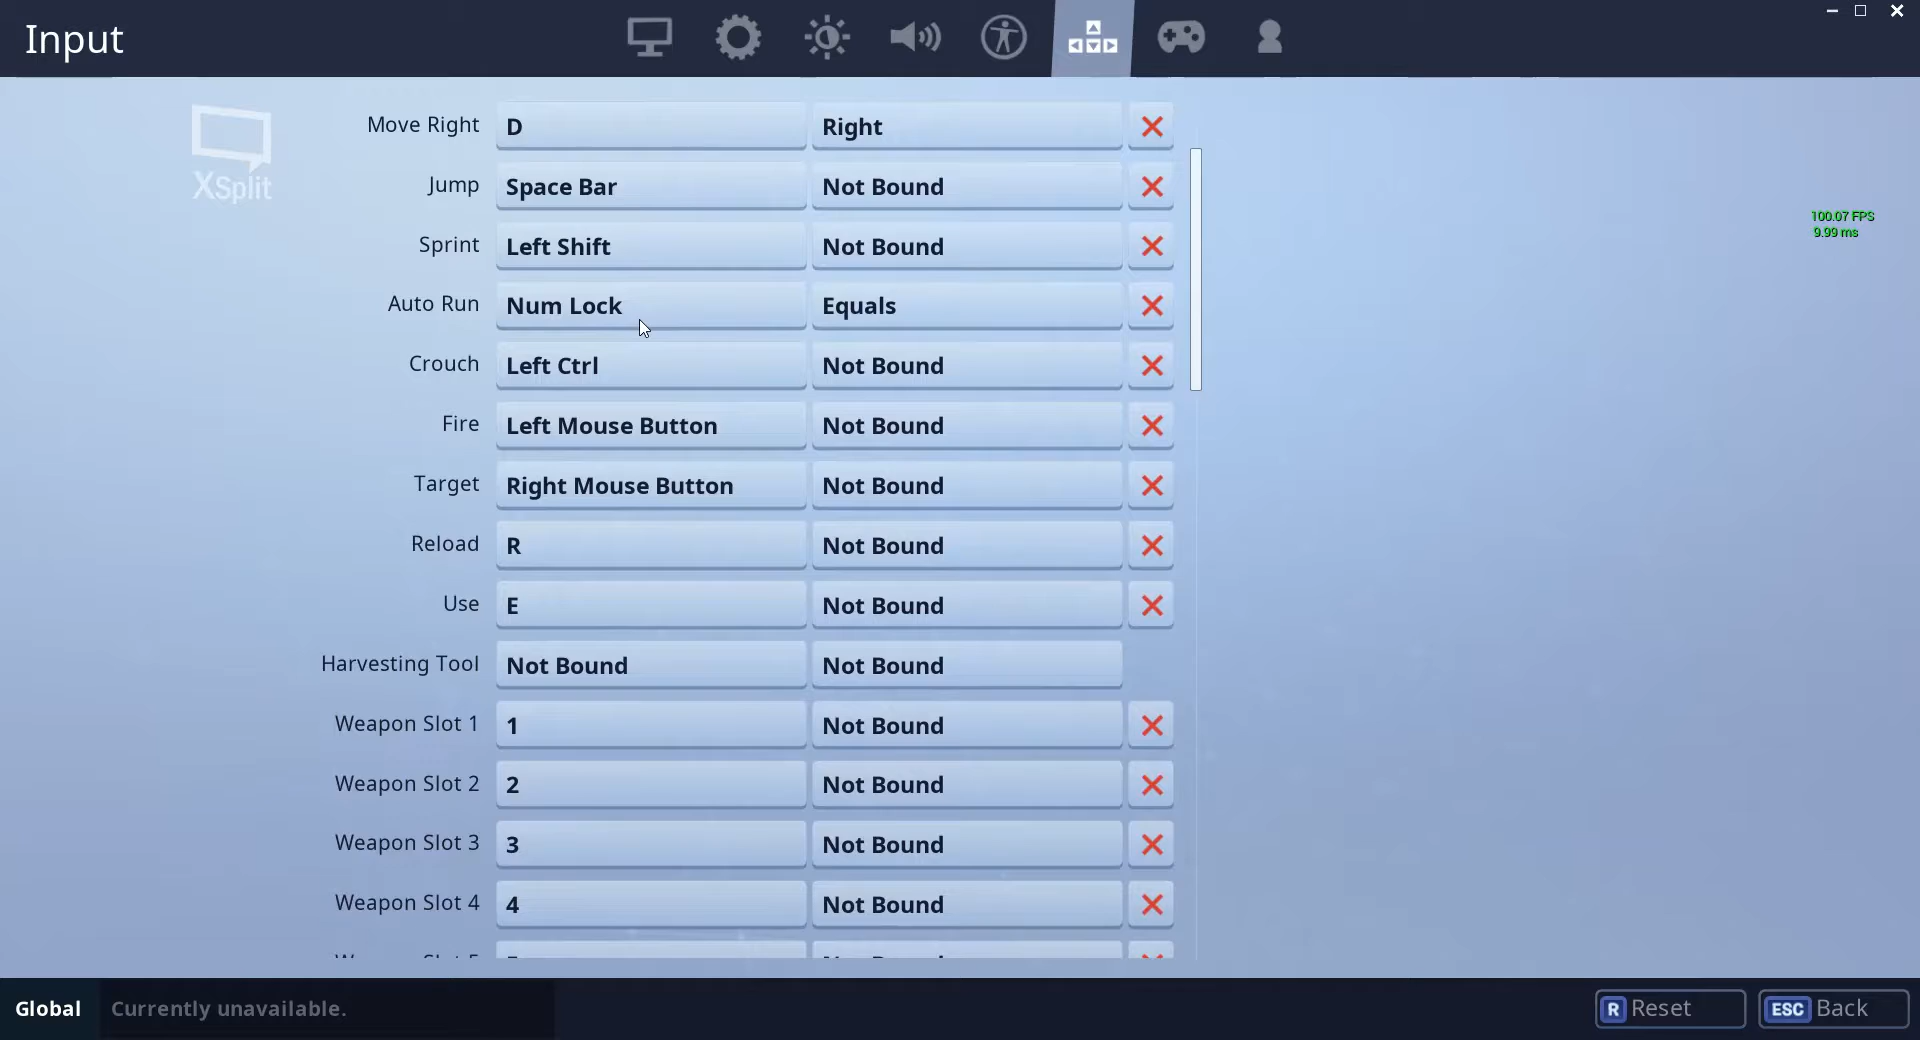 Input
XSplit
100.07 FPS
9.99 ms
Move Right D Right
Jump Space Bar Not Bound
Sprint Left Shift Not Bound
Auto Run Num Lock Equals
Crouch Left Ctrl Not Bound
Fire Left Mouse Button Not Bound
Target Right Mouse Button Not Bound
Reload R Not Bound
Use E Not Bound
Harvesting Tool Not Bound Not Bound
Weapon Slot 1 1 Not Bound
Weapon Slot 2 2 Not Bound
Weapon Slot 3 3 Not Bound
Weapon Slot 4 4 Not Bound
Global Currently unavailable. R Reset ESC Back